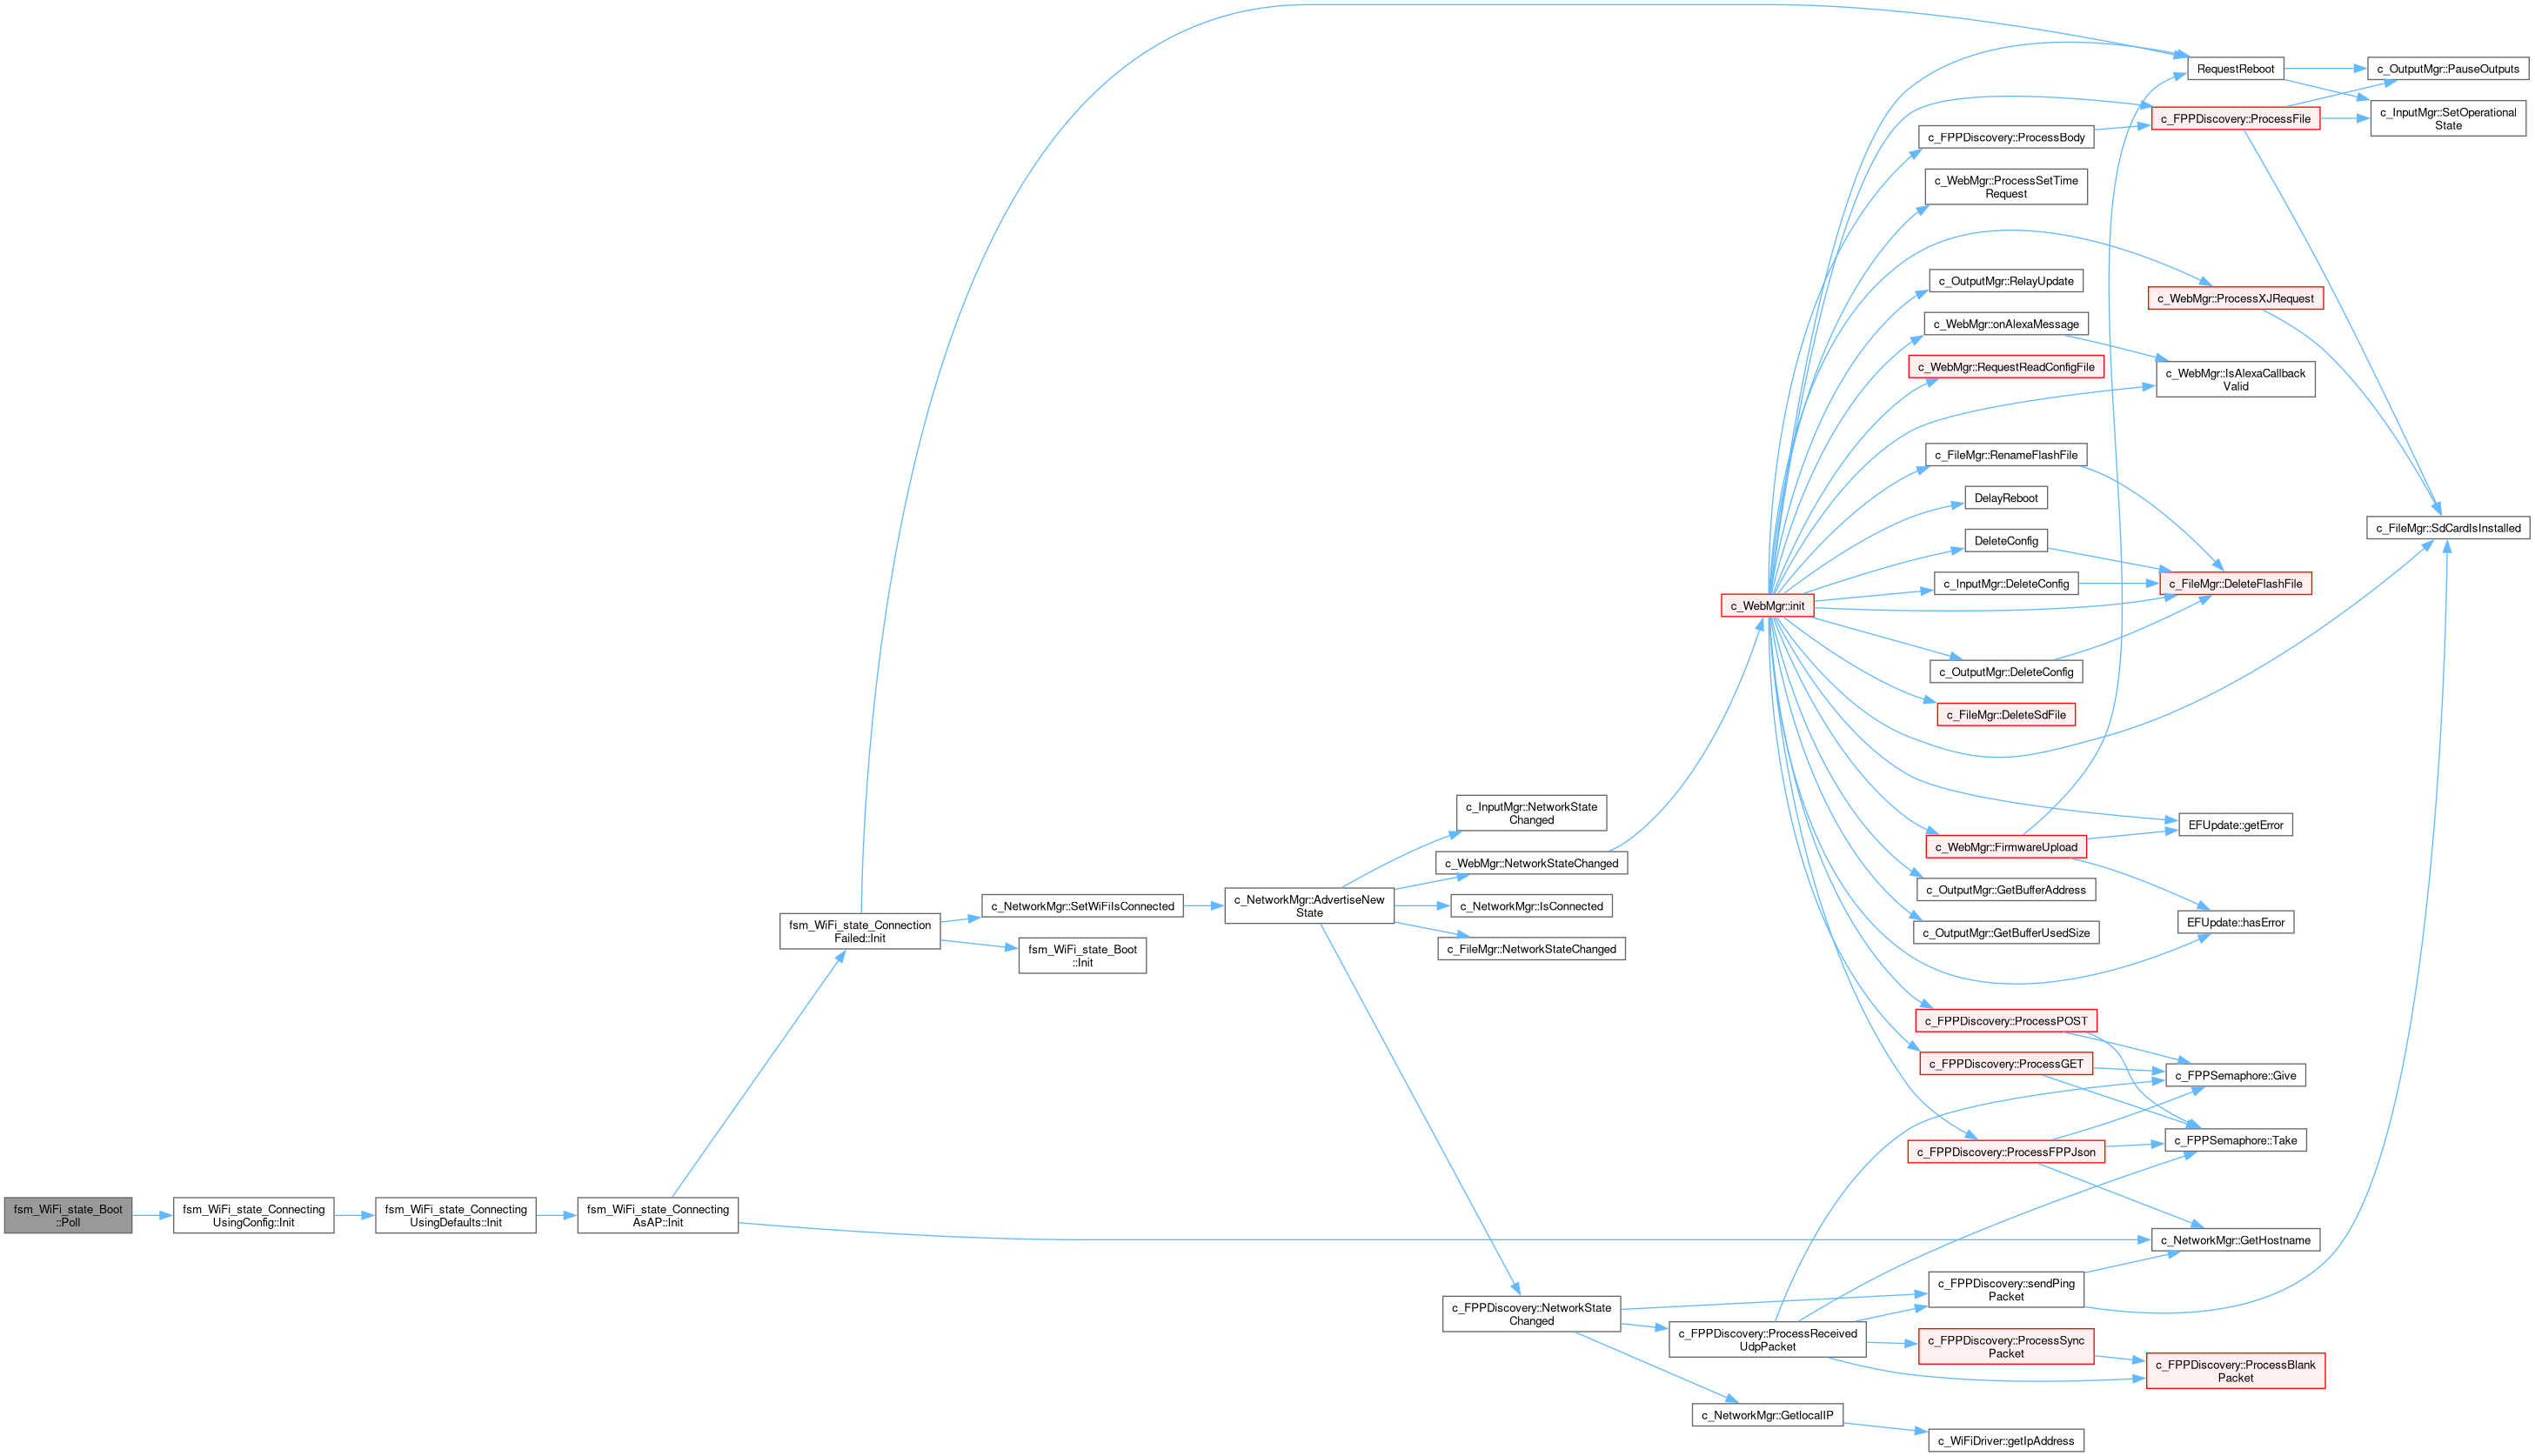 fsm_WiFi_state_Boot
::Poll
fsm_WiFi_state_Connecting
UsingConfig::Init
fsm_WiFi_state_Connecting
UsingDefaults::Init
fsm_WiFi_state_Connecting
AsAP::Init
fsm_WiFi_state_Connection
Failed::Init
c_NetworkMgr::SetWiFiIsConnected
fsm_WiFi_state_Boot
::Init
c_NetworkMgr::AdvertiseNew
State
c_InputMgr::NetworkState
Changed
c_WebMgr::NetworkStateChanged
c_NetworkMgr::IsConnected
c_FileMgr::NetworkStateChanged
c_FPPDiscovery::NetworkState
Changed
c_WebMgr::init
c_FPPDiscovery::ProcessReceived
UdpPacket
c_NetworkMgr::GetlocalIP
c_FPPDiscovery::ProcessBody
c_WebMgr::ProcessSetTime
Request
c_OutputMgr::RelayUpdate
c_WebMgr::onAlexaMessage
c_WebMgr::RequestReadConfigFile
c_FileMgr::RenameFlashFile
DelayReboot
DeleteConfig
c_InputMgr::DeleteConfig
c_OutputMgr::DeleteConfig
c_FileMgr::DeleteSdFile
c_WebMgr::FirmwareUpload
c_OutputMgr::GetBufferAddress
c_OutputMgr::GetBufferUsedSize
c_FPPDiscovery::ProcessPOST
c_FPPDiscovery::ProcessGET
c_FPPDiscovery::ProcessFPPJson
c_FPPDiscovery::sendPing
Packet
c_FPPDiscovery::ProcessSync
Packet
c_WiFiDriver::getIpAddress
RequestReboot
c_FPPDiscovery::ProcessFile
c_WebMgr::ProcessXJRequest
c_WebMgr::IsAlexaCallback
Valid
c_FileMgr::DeleteFlashFile
EFUpdate::getError
EFUpdate::hasError
c_FPPSemaphore::Give
c_FPPSemaphore::Take
c_NetworkMgr::GetHostname
c_FPPDiscovery::ProcessBlank
Packet
c_OutputMgr::PauseOutputs
c_InputMgr::SetOperational
State
c_FileMgr::SdCardIsInstalled